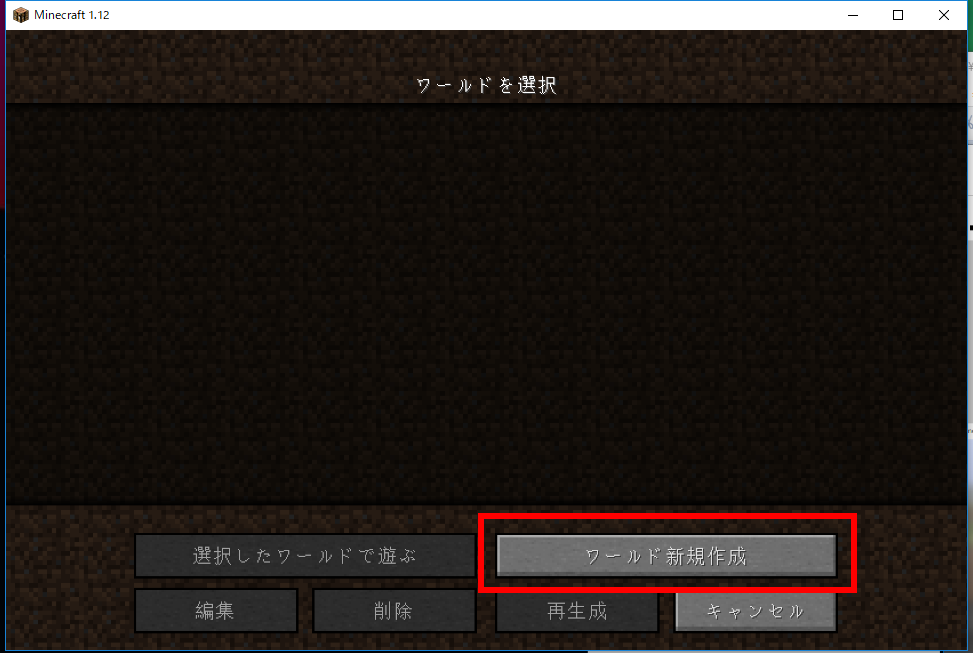 Minecraft 1.12
ワールドを選択
選択したワールドで遊ぶ
ワールド新規作成
編集
削除
再生成
キャンセル